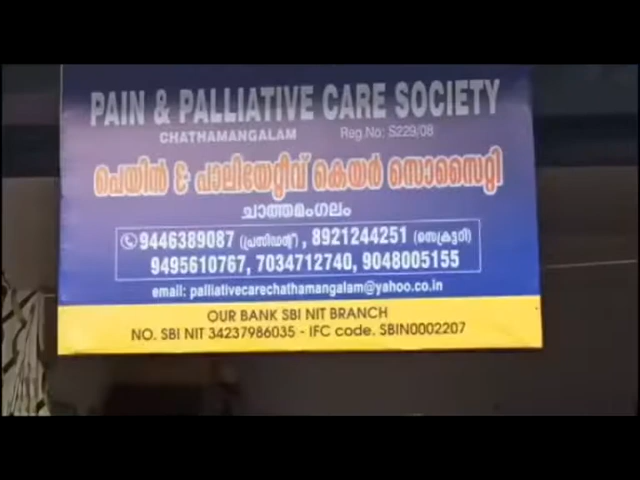 PAIN & PALLIATIVE CARE SOCIETY
CHATHAMANGALAM Reg.No: S229/08
പെയിൻ & പാലിയേറ്റീവ് കെയർ സൊസൈറ്റി
ചാത്തമംഗലം
9446389087 (പ്രസിഡന്റ്), 8921244251 (സെക്രട്ടറി)
9495610767, 7034712740, 9048005155
email: palliativecarechathamangalam@yahoo.co.in
OUR BANK SBI NIT BRANCH
NO. SBI NIT 34237986035 - IFC code. SBIN0002207